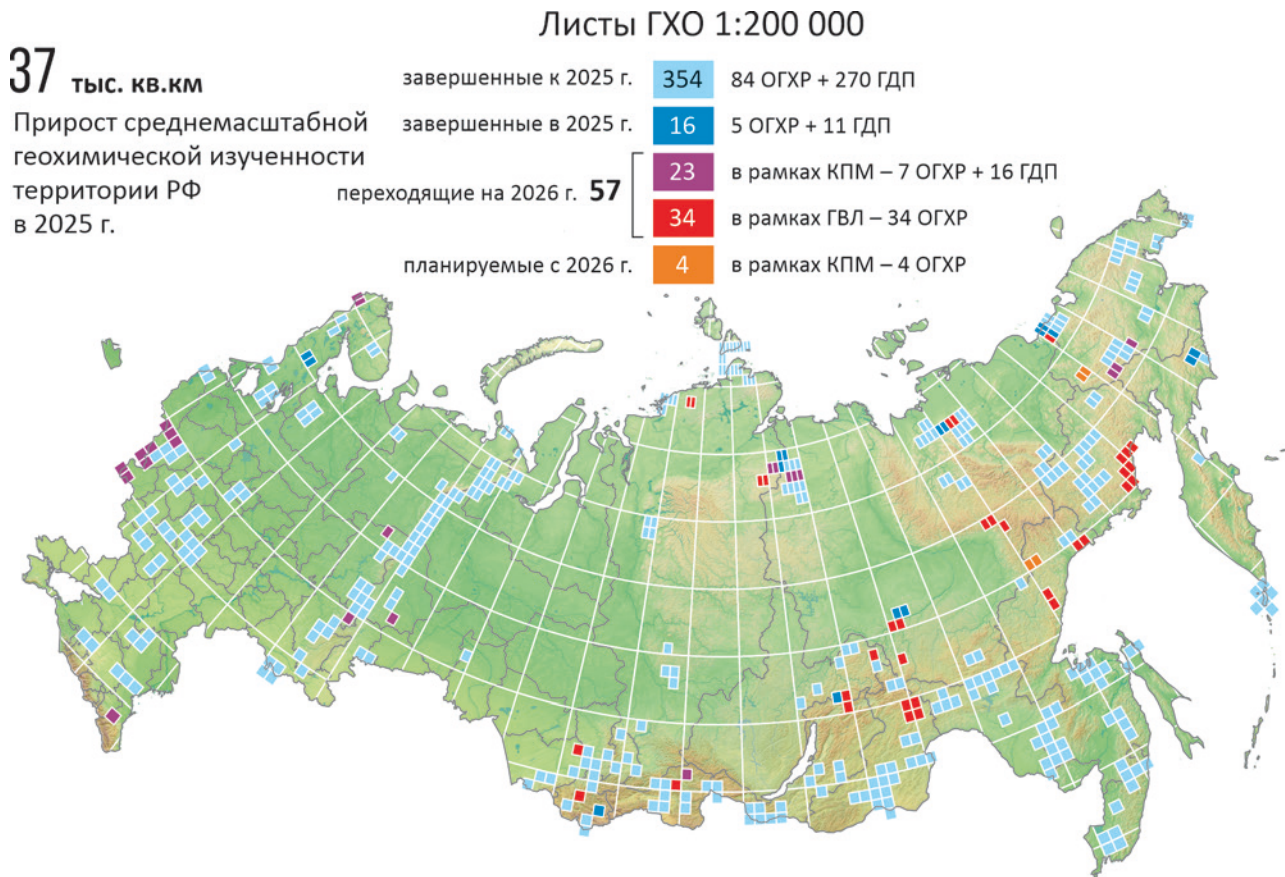 Листы ГХО 1:200 000
37 тыс. кв.км
Прирост среднемасштабной
геохимической изученности
территории РФ
в 2025 г.
завершенные к 2025 г. 354 84 ОГХР + 270 ГДП
завершенные в 2025 г. 16 5 ОГХР + 11 ГДП
переходящие на 2026 г. 57
23 в рамках КПМ – 7 ОГХР + 16 ГДП
34 в рамках ГВЛ – 34 ОГХР
планируемые с 2026 г. 4 в рамках КПМ – 4 ОГХР